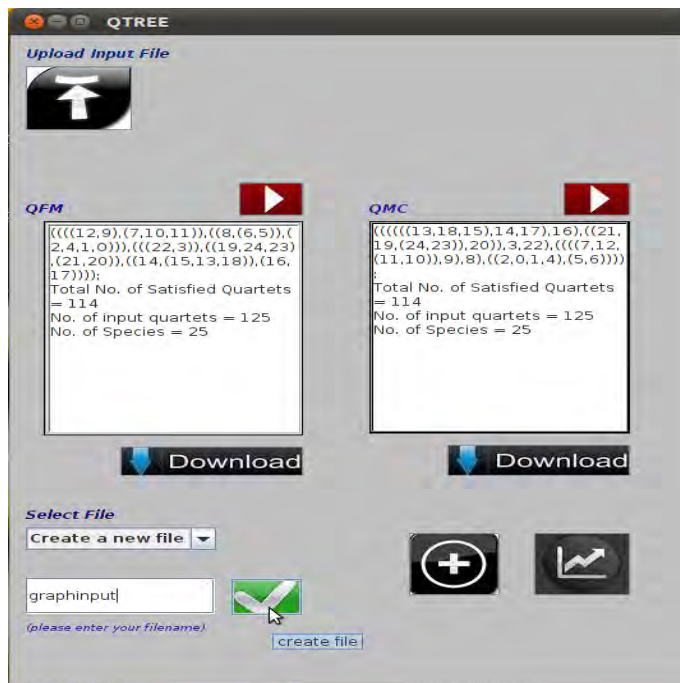 QTREE
Upload Input File
QFM
((((12,9),(7,10,11)),((8,(6,5)),(
2,4,1,0))),(((22,3)),((19,24,23)
,(21,20)),((14,(15,13,18)),(16,
17))));
Total No. of Satisfied Quartets
= 114
No. of input quartets = 125
No. of Species = 25
Download
QMC
((((((13,18,15),14,17),16),((21,
19,(24,23)),20)),3,22),((((7,12,
(11,10)),9),8),((2,0,1,4),(5,6))))
;
Total No. of Satisfied Quartets
= 114
No. of input quartets = 125
No. of Species = 25
Download
Select File
Create a new file
graphinput
(please enter your filename)
create file